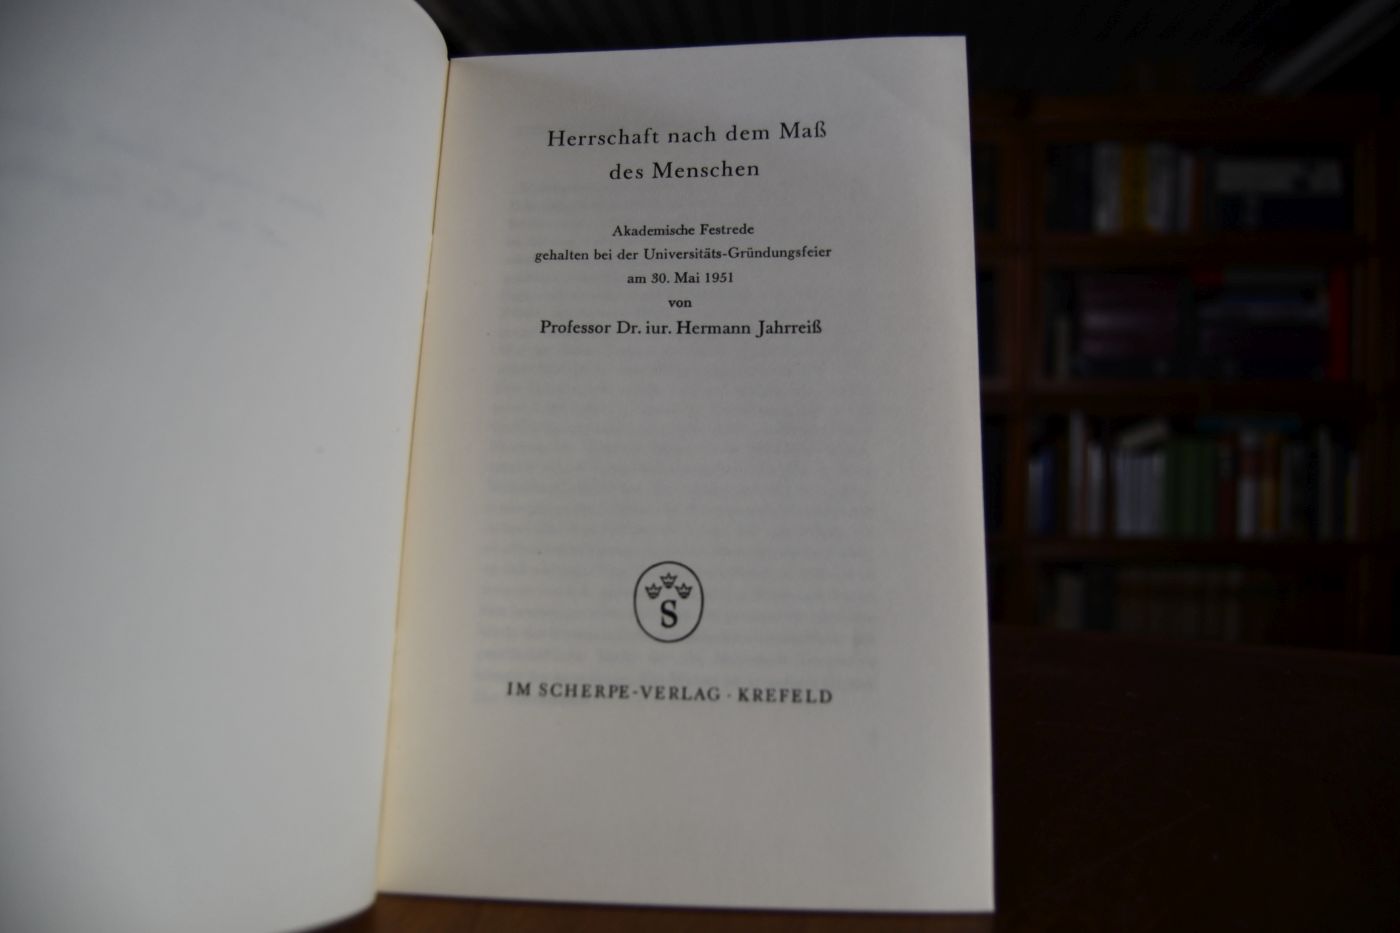 Herrschaft nach dem Maß
des Menschen
Akademische Festrede
gehalten bei der Universitäts-Gründungsfeier
am 30. Mai 1951
von
Professor Dr. iur. Hermann Jahrreiß
S
IM SCHERPE-VERLAG · KREFELD